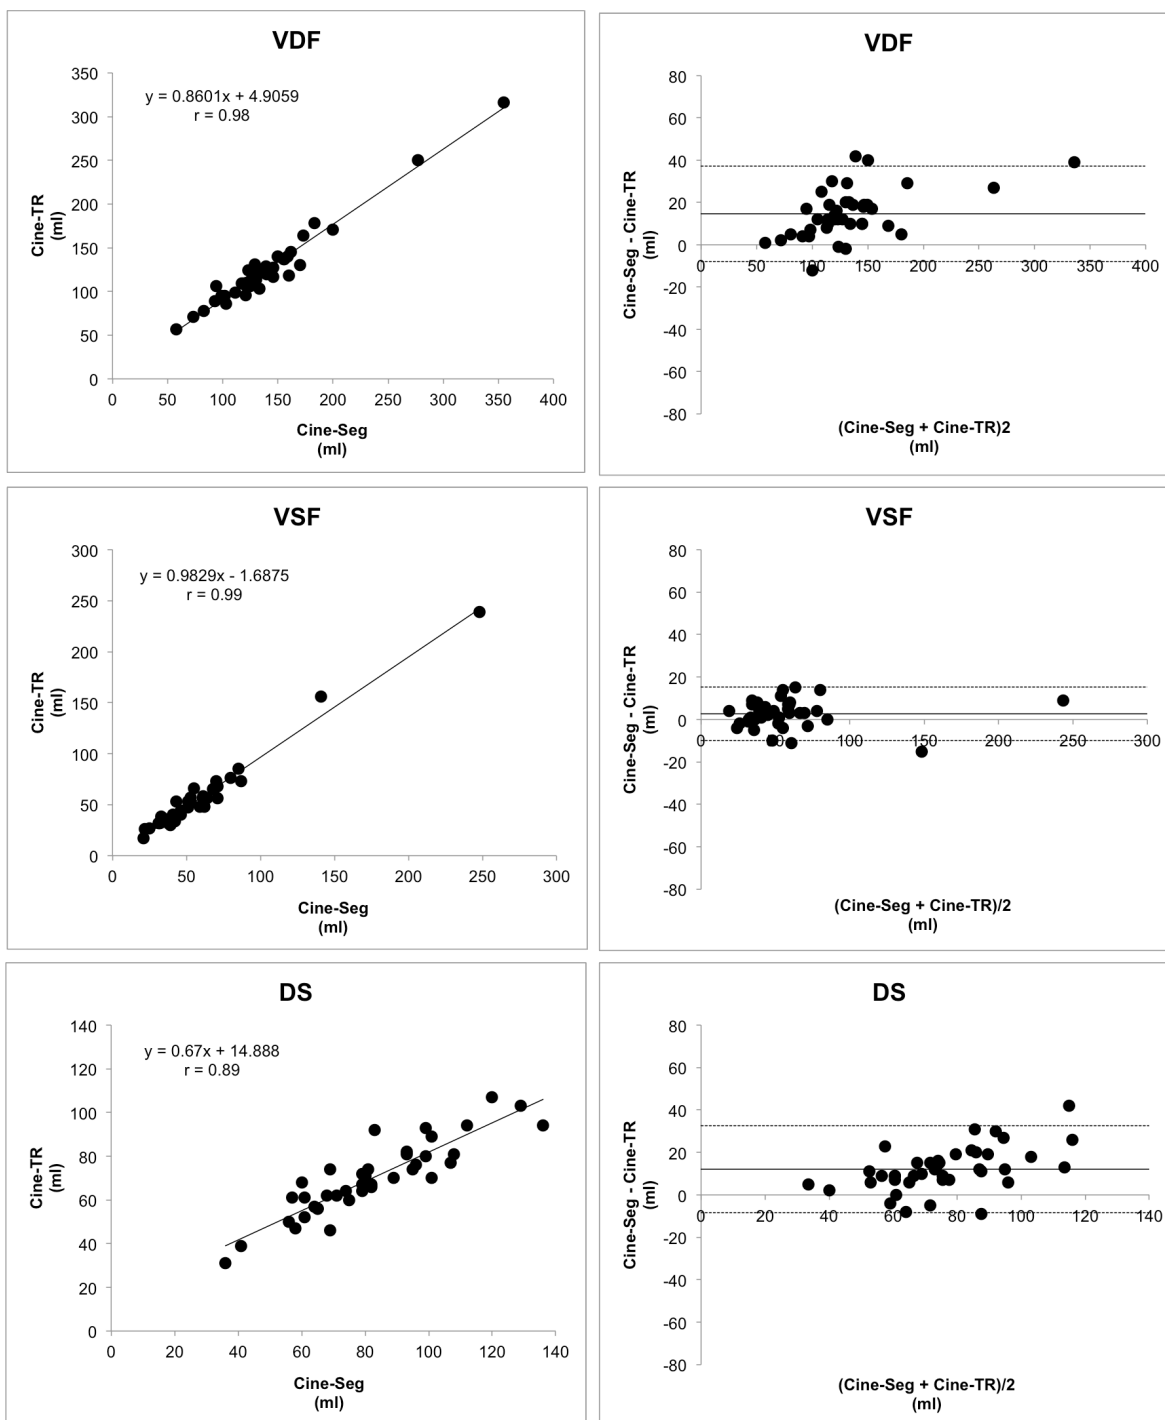 VDF
y = 0.8601x + 4.9059
r = 0.98
350
300
250
200
150
100
50
0
0 50 100 150 200 250 300 350 400
Cine-TR
(ml)
Cine-Seg
(ml)
VDF
80
60
40
20
0
-20
-40
-60
-80
0 50 100 150 200 250 300 350 400
Cine-Seg - Cine-TR
(ml)
(Cine-Seg + Cine-TR)2
(ml)
VSF
y = 0.9829x - 1.6875
r = 0.99
300
250
200
150
100
50
0
0 50 100 150 200 250 300
Cine-TR
(ml)
Cine-Seg
(ml)
VSF
80
60
40
20
0
-20
-40
-60
-80
0 50 100 150 200 250 300
Cine-Seg - Cine-TR
(ml)
(Cine-Seg + Cine-TR)/2
(ml)
DS
y = 0.67x + 14.888
r = 0.89
140
120
100
80
60
40
20
0
0 20 40 60 80 100 120 140
Cine-TR
(ml)
Cine-Seg
(ml)
DS
80
60
40
20
0
-20
-40
-60
-80
0 20 40 60 80 100 120 140
Cine-Seg - Cine-TR
(ml)
(Cine-Seg + Cine-TR)/2
(ml)